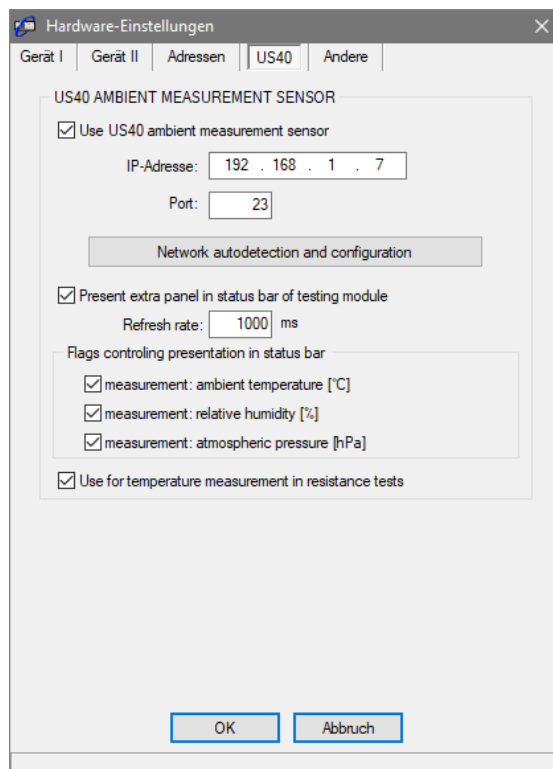 Hardware-Einstellungen
Gerät I Gerät II Adressen US40 Andere
US40 AMBIENT MEASUREMENT SENSOR
Use US40 ambient measurement sensor
IP-Adresse: 192 . 168 . 1 . 7
Port: 23
Network autodetection and configuration
Present extra panel in status bar of testing module
Refresh rate: 1000 ms
Flags controling presentation in status bar
measurement: ambient temperature [°C]
measurement: relative humidity [%]
measurement: atmospheric pressure [hPa]
Use for temperature measurement in resistance tests
OK Abbruch